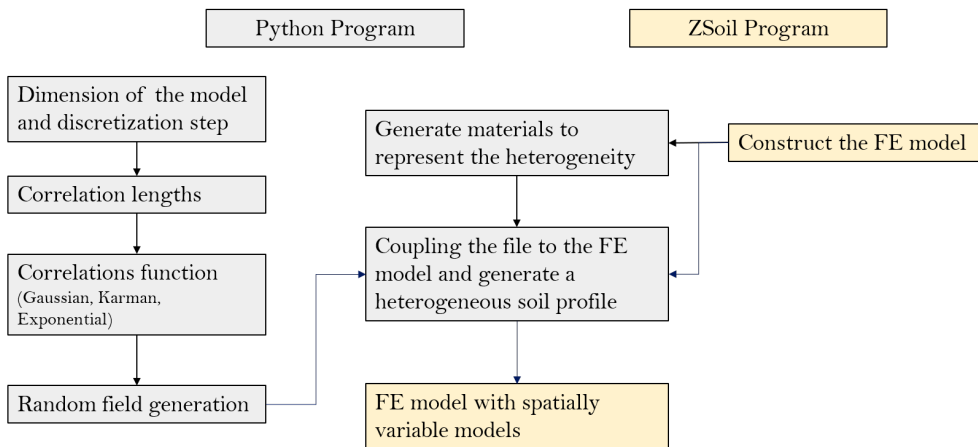 Python Program
ZSoil Program
Dimension of the model
and discretization step
Correlation lengths
Correlations function
(Gaussian, Karman,
Exponential)
Random field generation
Generate materials to
represent the heterogeneity
Coupling the file to the FE
model and generate a
heterogeneous soil profile
FE model with spatially
variable models
Construct the FE model